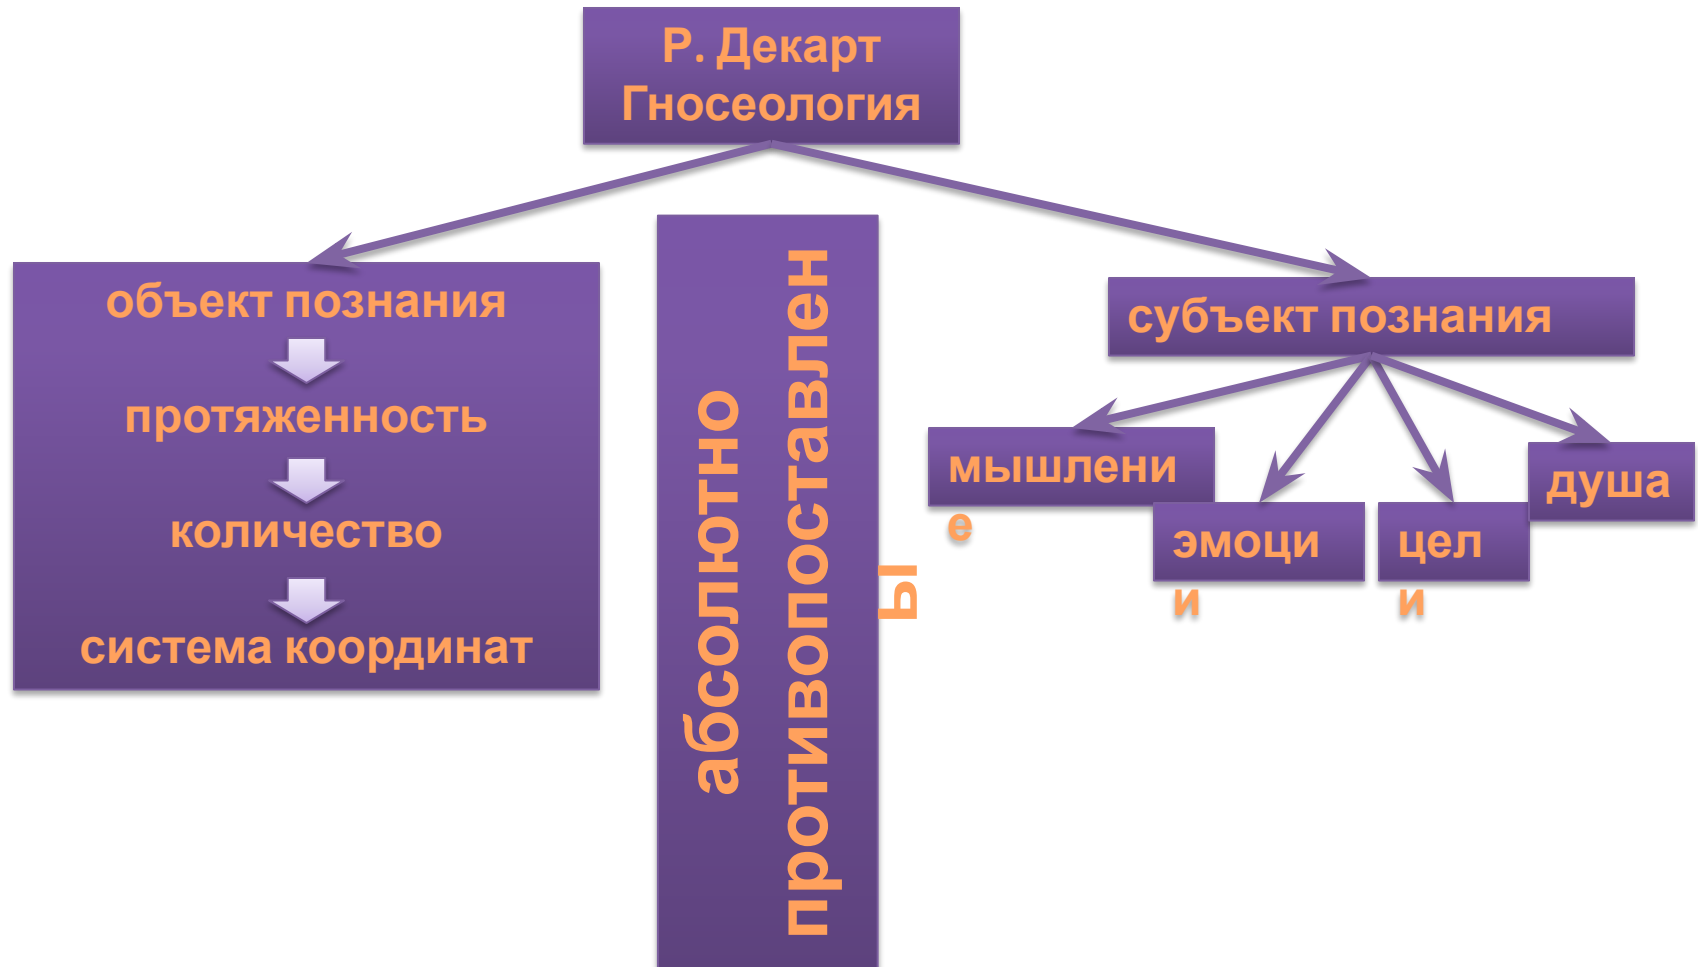 Р. Декарт
Гносеология
объект познания
протяженность
количество
система координат
абсолютно
противопоставлен
ы
субъект познания
мышлени
е
эмоци
и
цел
и
душа